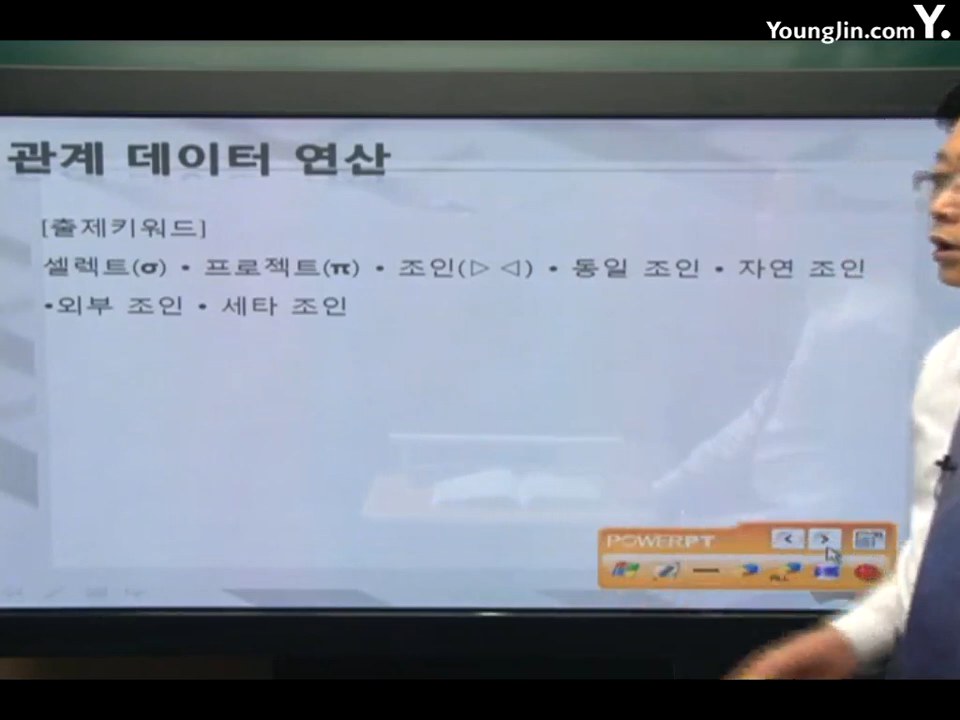 YoungJin.com Y.
관계 데이터 연산
[출제키워드]
셀렉트(σ) • 프로젝트(π) • 조인(▷◁) • 동일 조인 • 자연 조인
•외부 조인 • 세타 조인
POWERPT
ALL